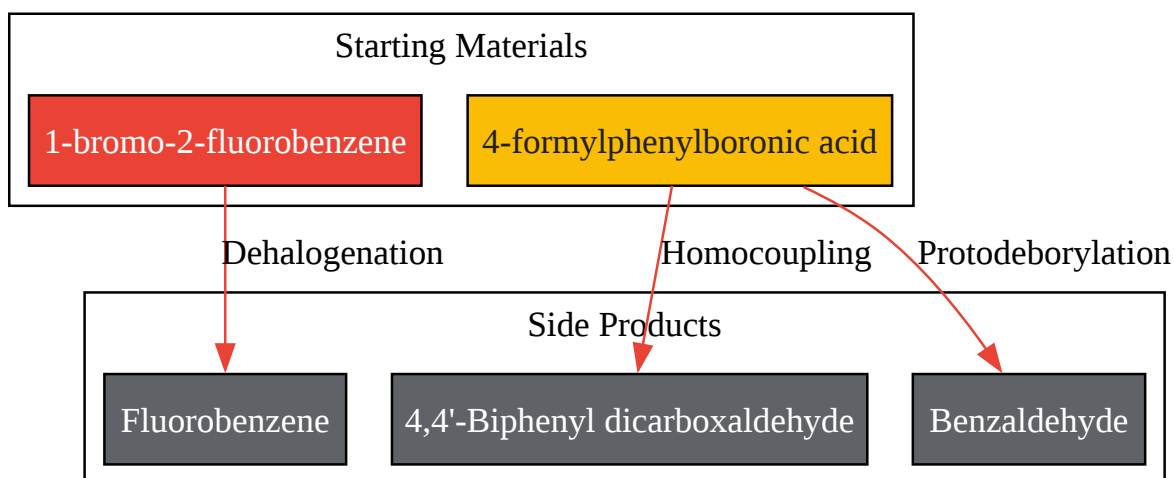 Starting Materials
1-bromo-2-fluorobenzene
4-formylphenylboronic acid
Dehalogenation
Homocoupling
Protodeborylation
Side Products
Fluorobenzene
4,4'-Biphenyl dicarboxaldehyde
Benzaldehyde